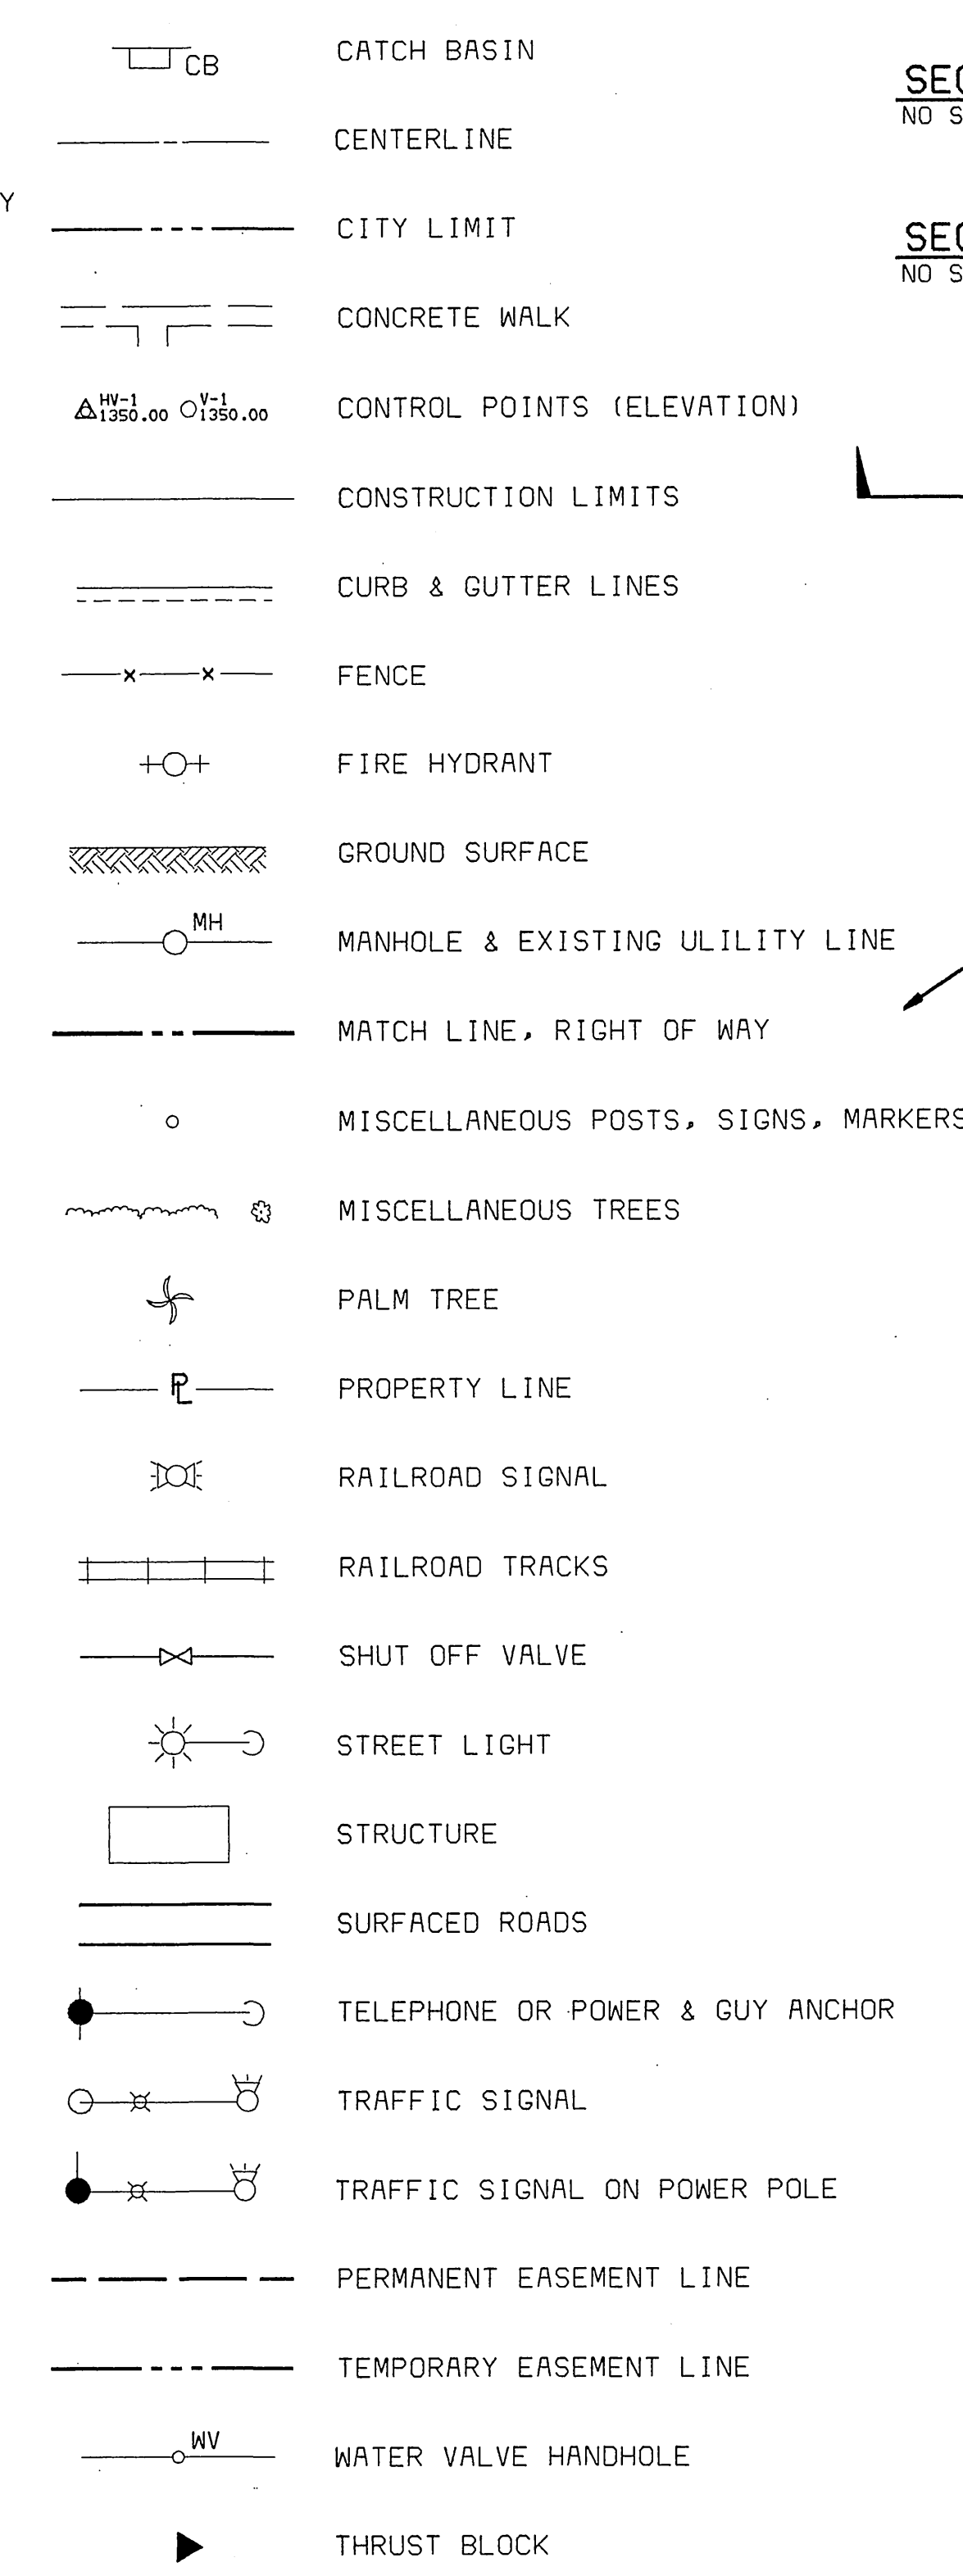 CB CATCH BASIN
SEC
NO S
CENTERLINE
Y
CITY LIMIT
SEC
NO S
CONCRETE WALK
HV-1 1350.00 V-1 1350.00 CONTROL POINTS (ELEVATION)
CONSTRUCTION LIMITS
CURB & GUTTER LINES
X X FENCE
FIRE HYDRANT
GROUND SURFACE
MH
MANHOLE & EXISTING ULILITY LINE
MATCH LINE, RIGHT OF WAY
MISCELLANEOUS POSTS, SIGNS, MARKERS
MISCELLANEOUS TREES
PALM TREE
PL PROPERTY LINE
RAILROAD SIGNAL
RAILROAD TRACKS
SHUT OFF VALVE
STREET LIGHT
STRUCTURE
SURFACED ROADS
TELEPHONE OR POWER & GUY ANCHOR
TRAFFIC SIGNAL
TRAFFIC SIGNAL ON POWER POLE
PERMANENT EASEMENT LINE
TEMPORARY EASEMENT LINE
WV
WATER VALVE HANDHOLE
THRUST BLOCK